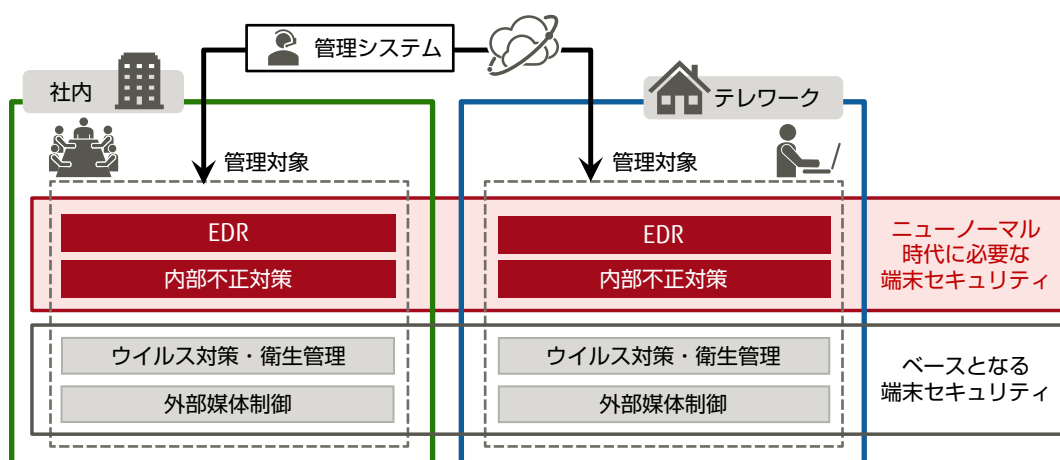 管理システム
社内
テレワーク
管理対象
管理対象
EDR
EDR
内部不正対策
内部不正対策
ニューノーマル
時代に必要な
端末セキュリティ
ウイルス対策・衛生管理
ウイルス対策・衛生管理
外部媒体制御
外部媒体制御
ベースとなる
端末セキュリティ